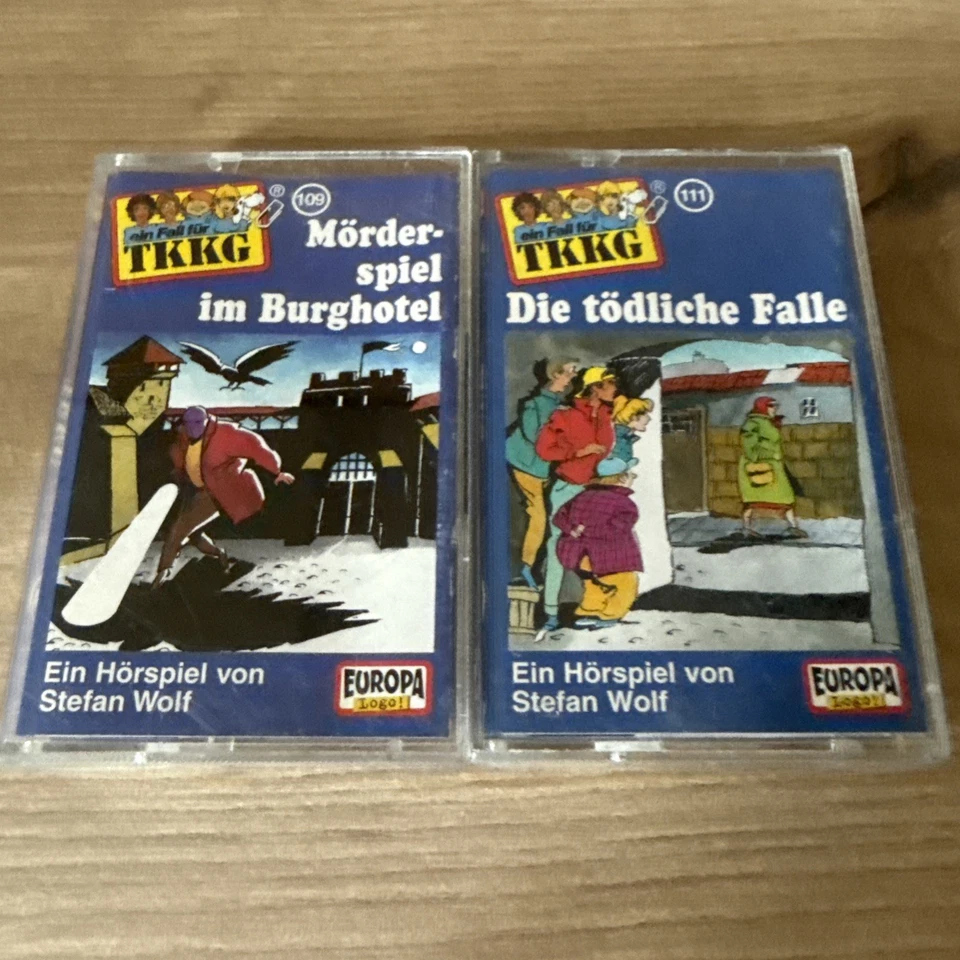 ein Fall für
TKKG
®
109
Mörder-
spiel
im Burghotel
Ein Hörspiel von
Stefan Wolf
EUROPA
Logo!
ein Fall für
TKKG
®
111
Die tödliche Falle
Ein Hörspiel von
Stefan Wolf
EUROPA
Logo!